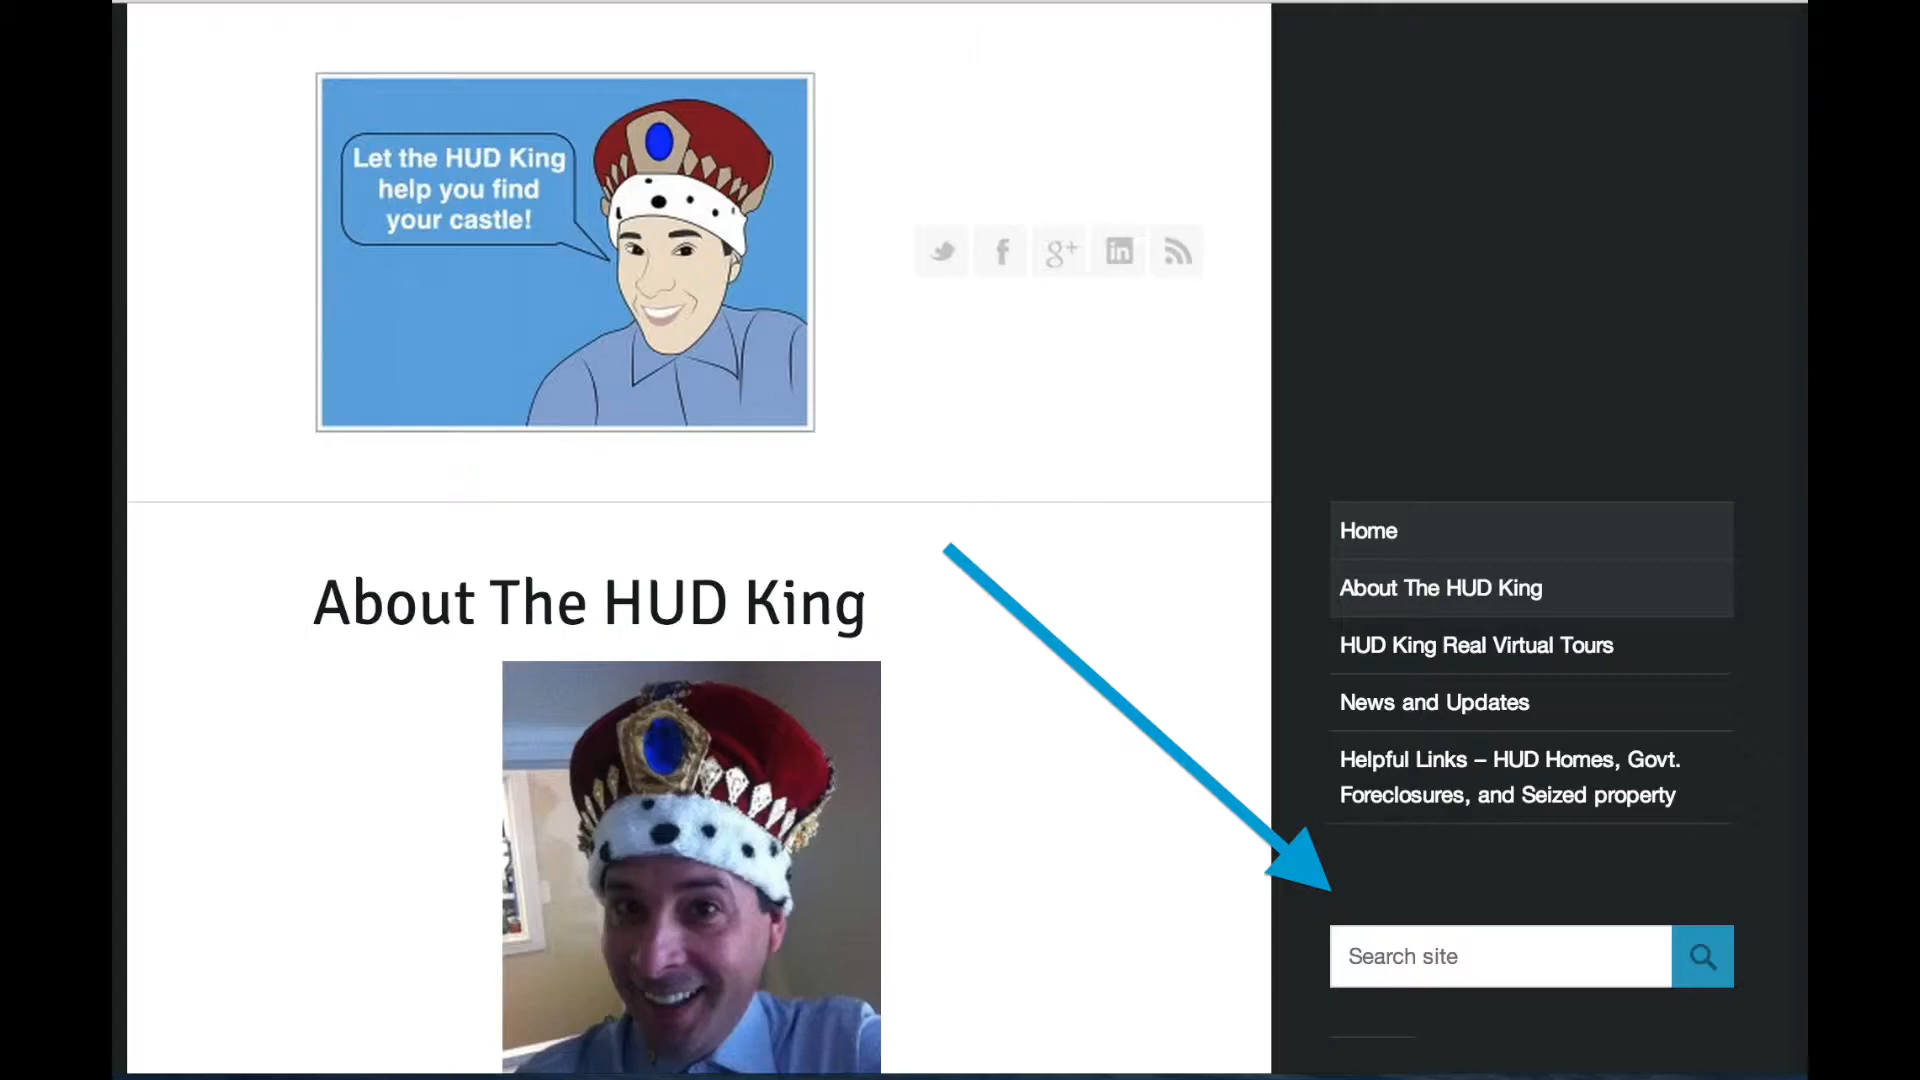 Let the HUD King
help you find
your castle!
f
g+
in
About The HUD King
Home
About The HUD King
HUD King Real Virtual Tours
News and Updates
Helpful Links – HUD Homes, Govt.
Foreclosures, and Seized property
Search site